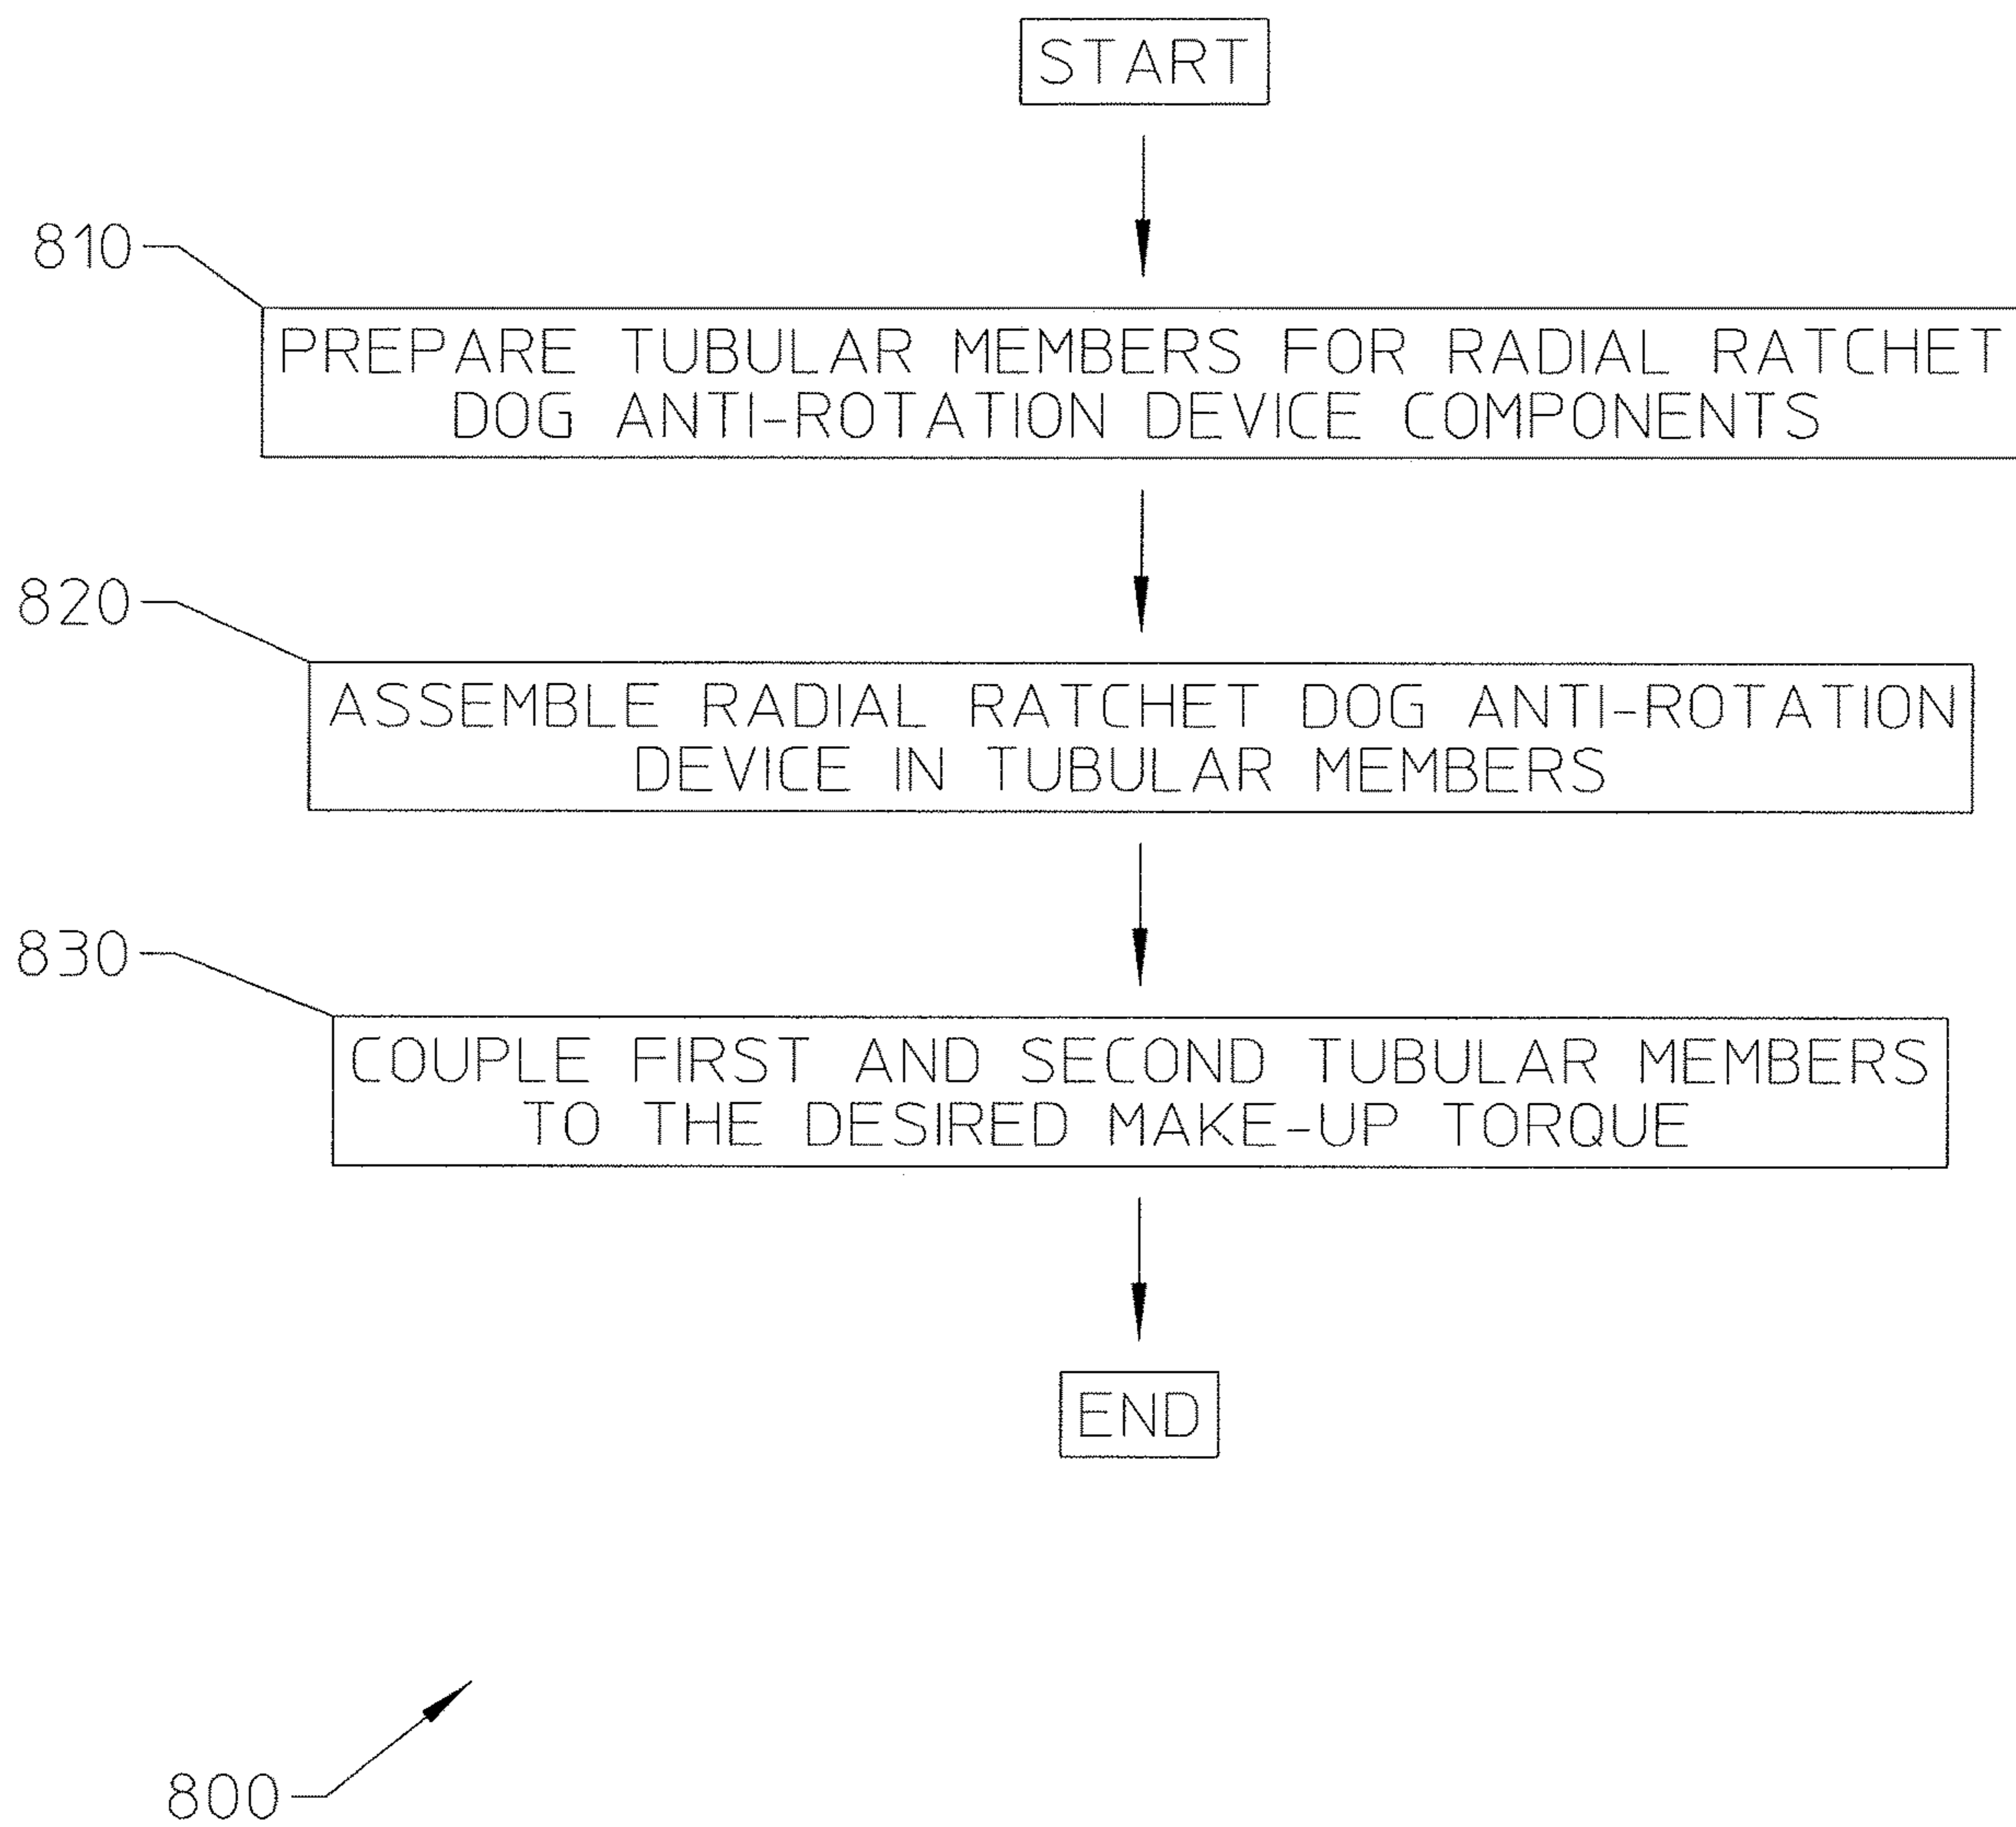 START
810
PREPARE TUBULAR MEMBERS FOR RADIAL RATCHET
DOG ANTI-ROTATION DEVICE COMPONENTS
820
ASSEMBLE RADIAL RATCHET DOG ANTI-ROTATION
DEVICE IN TUBULAR MEMBERS
830
COUPLE FIRST AND SECOND TUBULAR MEMBERS
TO THE DESIRED MAKE-UP TORQUE
END
800